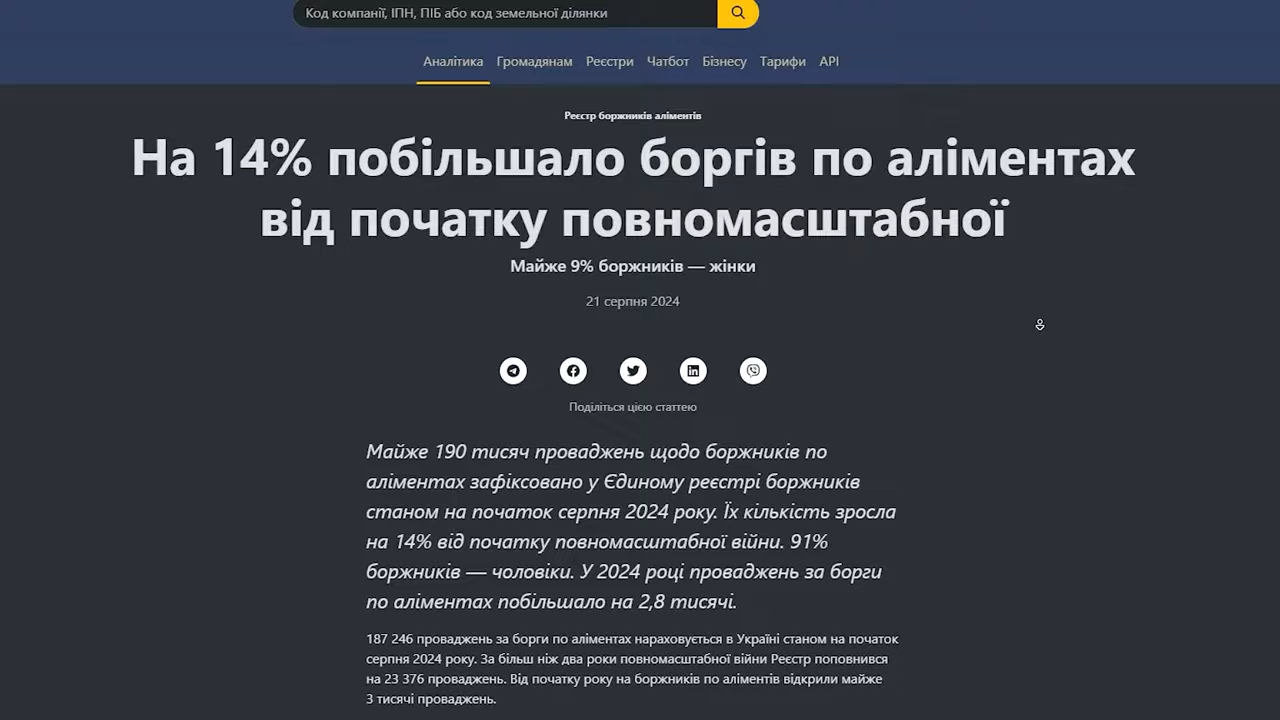 Код компанії, ІПН, ПІБ або код земельної ділянки
Аналітика Громадянам Реєстри Чатбот Бізнесу Тарифи API
Реєстр боржників аліментів
На 14% побільшало боргів по аліментах
від початку повномасштабної
Майже 9% боржників — жінки
21 серпня 2024
Поділіться цією статтею
Майже 190 тисяч проваджень щодо боржників по
аліментах зафіксовано у Єдиному реєстрі боржників
станом на початок серпня 2024 року. Їх кількість зросла
на 14% від початку повномасштабної війни. 91%
боржників — чоловіки. У 2024 році проваджень за борги
по аліментах побільшало на 2,8 тисячі.
187 246 проваджень за борги по аліментах нараховується в Україні станом на початок
серпня 2024 року. За більш ніж два роки повномасштабної війни Реєстр поповнився
на 23 376 проваджень. Від початку року на боржників по аліментів відкрили майже
3 тисячі проваджень.